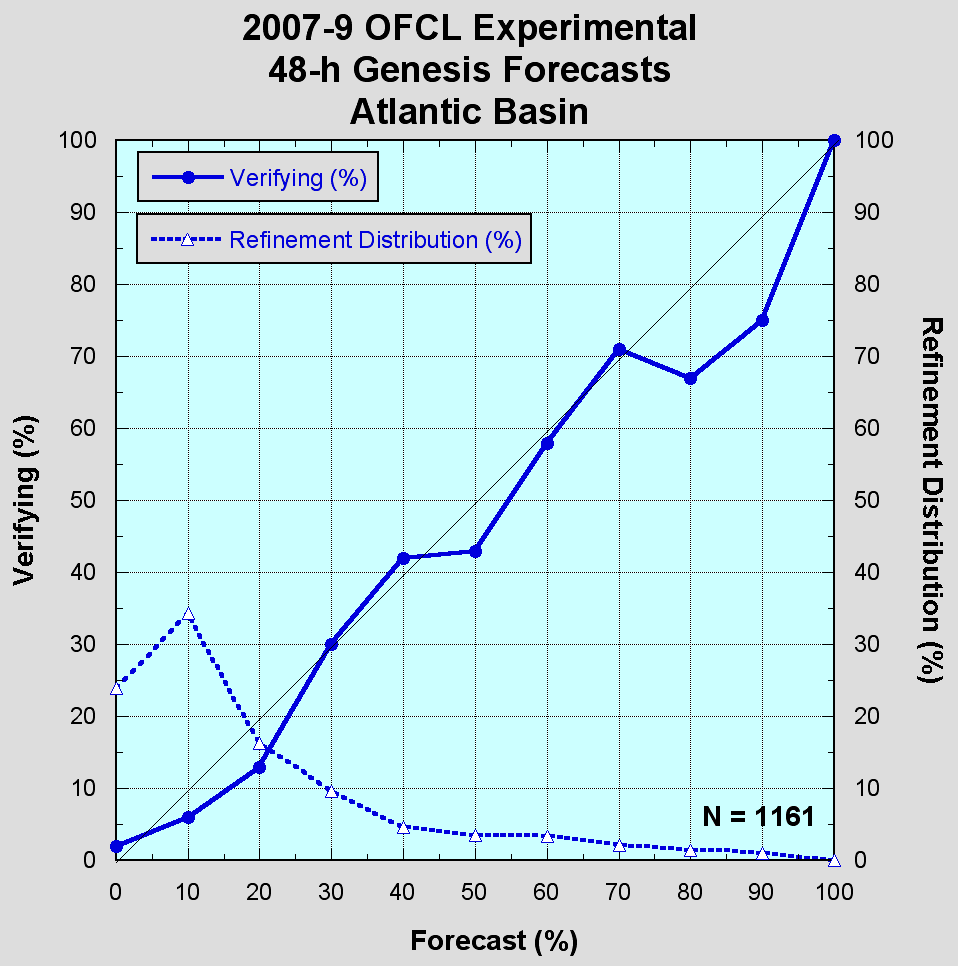 2007-9 OFCL Experimental
48-h Genesis Forecasts
Atlantic Basin
Verifying (%)
Refinement Distribution (%)
100
90
80
70
60
50
40
30
20
10
0
100
90
80
70
60
50
40
30
20
10
0
Verifying (%)
Refinement Distribution (%)
N = 1161
0 10 20 30 40 50 60 70 80 90 100
Forecast (%)